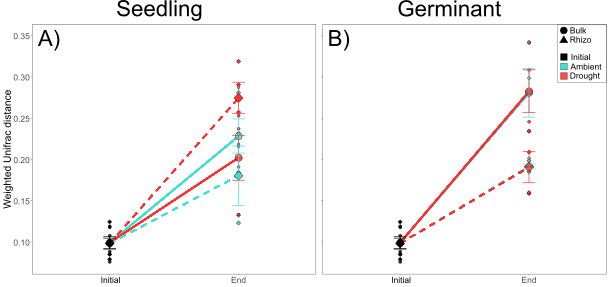 Seedling
Germinant
A)
B)
Bulk
Rhizo
Initial
Ambient
Drought
Weighted Unifrac distance
0.35
0.30
0.25
0.20
0.15
0.10
Initial
End
Initial
End